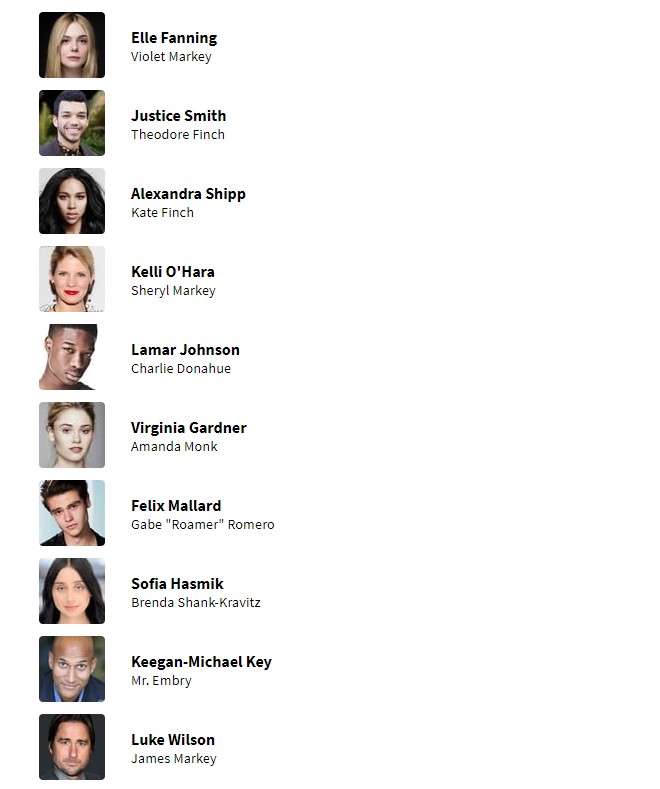 Elle Fanning
Violet Markey
Justice Smith
Theodore Finch
Alexandra Shipp
Kate Finch
Kelli O'Hara
Sheryl Markey
Lamar Johnson
Charlie Donahue
Virginia Gardner
Amanda Monk
Felix Mallard
Gabe "Roamer" Romero
Sofia Hasmik
Brenda Shank-Kravitz
Keegan-Michael Key
Mr. Embry
Luke Wilson
James Markey